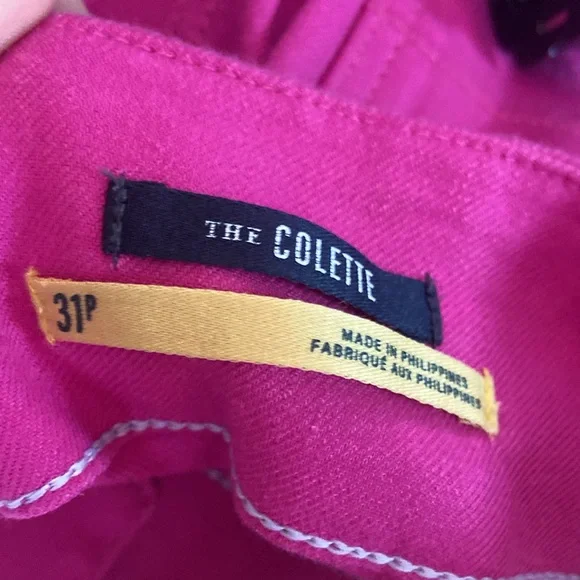 THE COLETTE
31P
MADE IN PHILIPPINES
FABRIQUÉ AUX PHILIPPINES